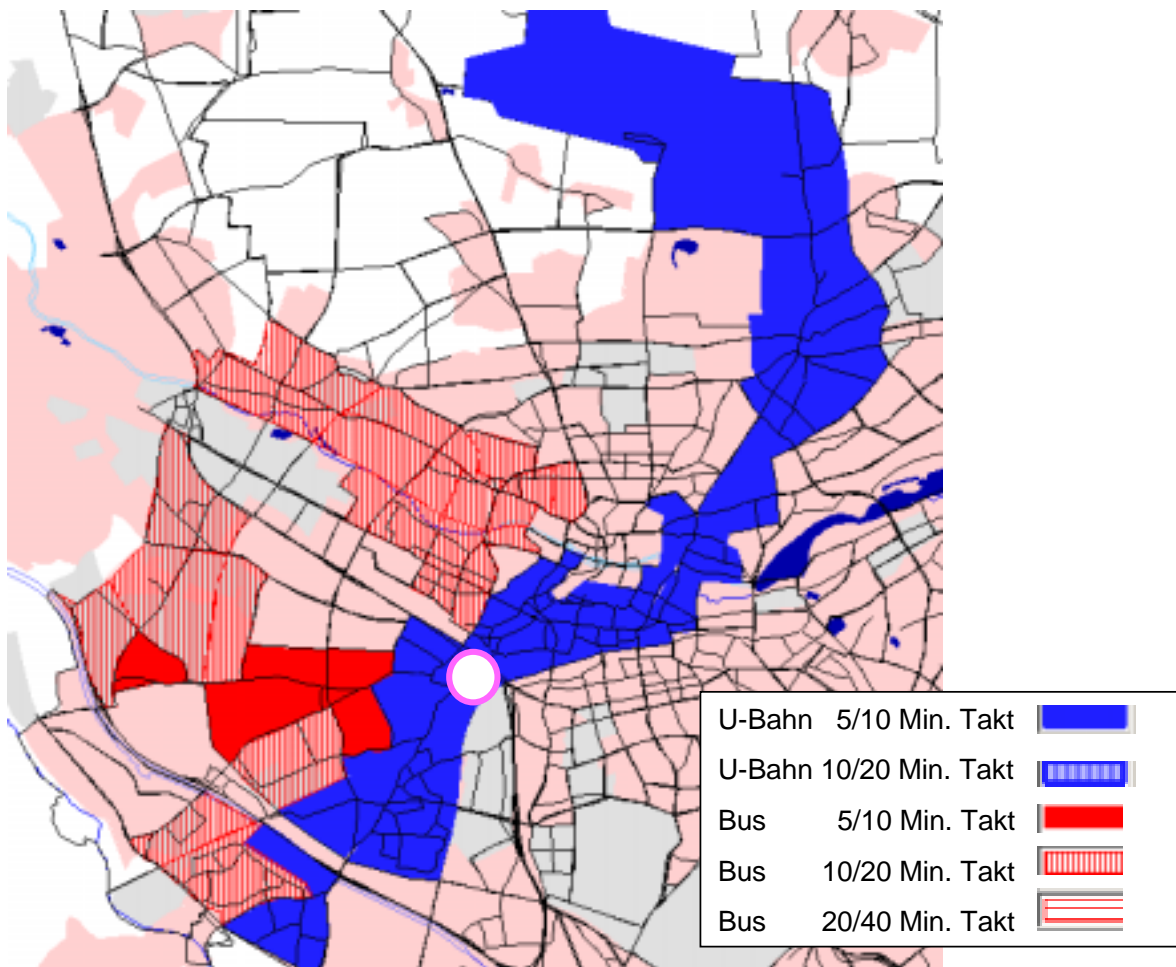 U-Bahn 5/10 Min. Takt
U-Bahn 10/20 Min. Takt
Bus 5/10 Min. Takt
Bus 10/20 Min. Takt
Bus 20/40 Min. Takt